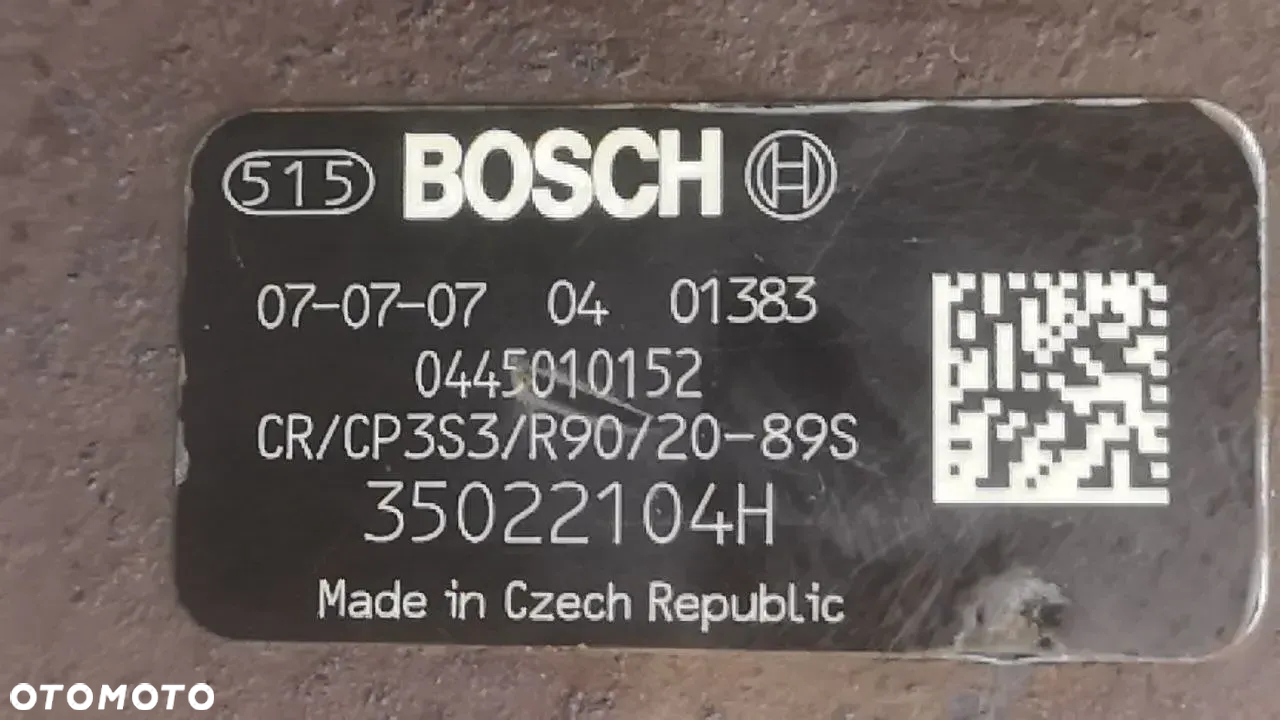 515 BOSCH
07-07-07 04 01383
0445010152
CR/CP3S3/R90/20-89S
35022104H
Made in Czech Republic
OTOMOTO